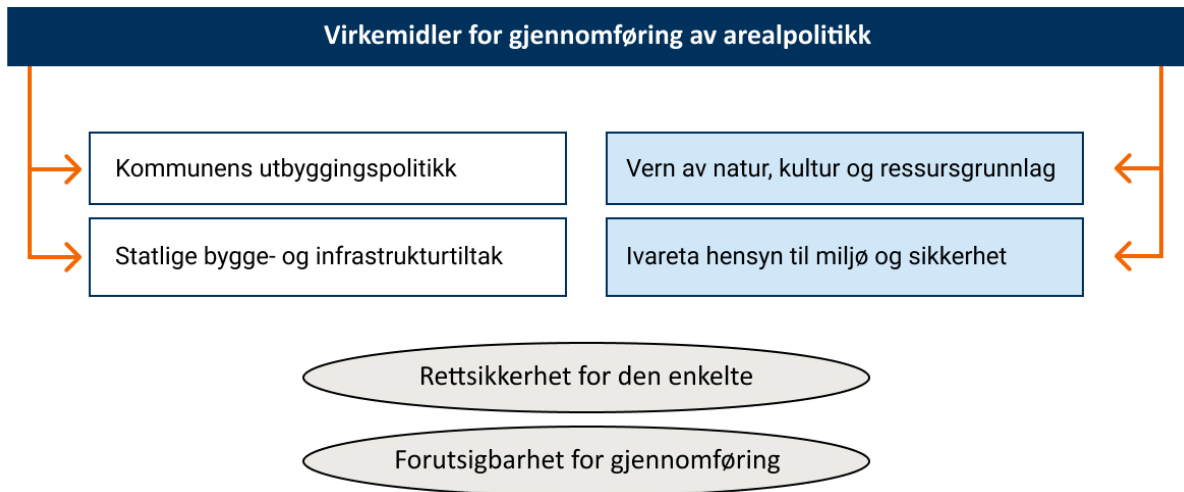 Virkemidler for gjennomføring av arealpolitikk
Kommunens utbyggingspolitikk
Vern av natur, kultur og ressursgrunnlag
Statlige bygge- og infrastrukturtiltak
Ivareta hensyn til miljø og sikkerhet
Rettsikkerhet for den enkelte
Forutsigbarhet for gjennomføring